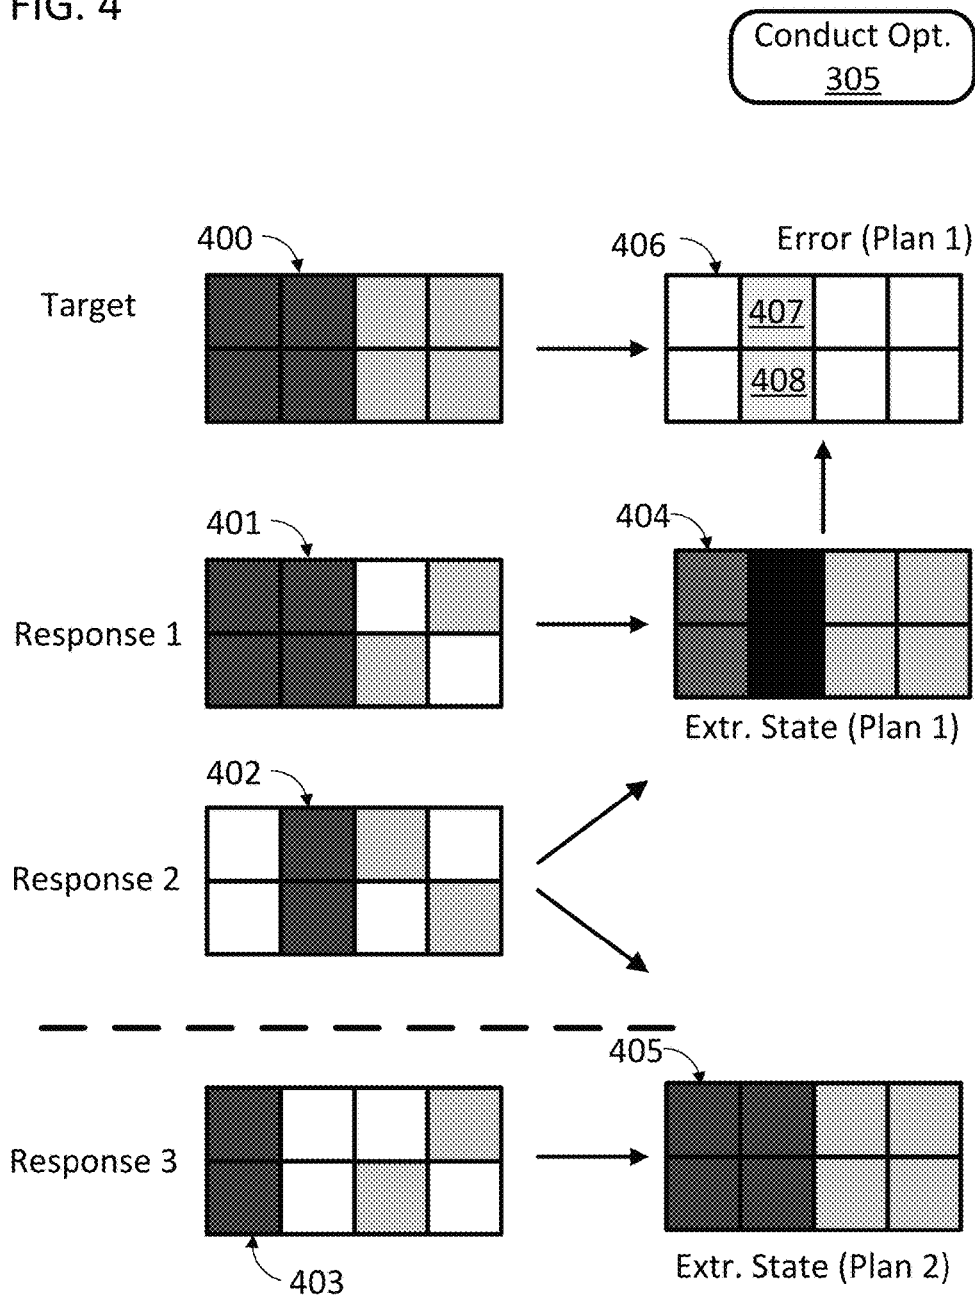 FIG. 4
Conduct Opt.
305
400
406
Error (Plan 1)
Target
407
408
401
404
Response 1
Extr. State (Plan 1)
402
Response 2
405
Response 3
Extr. State (Plan 2)
403